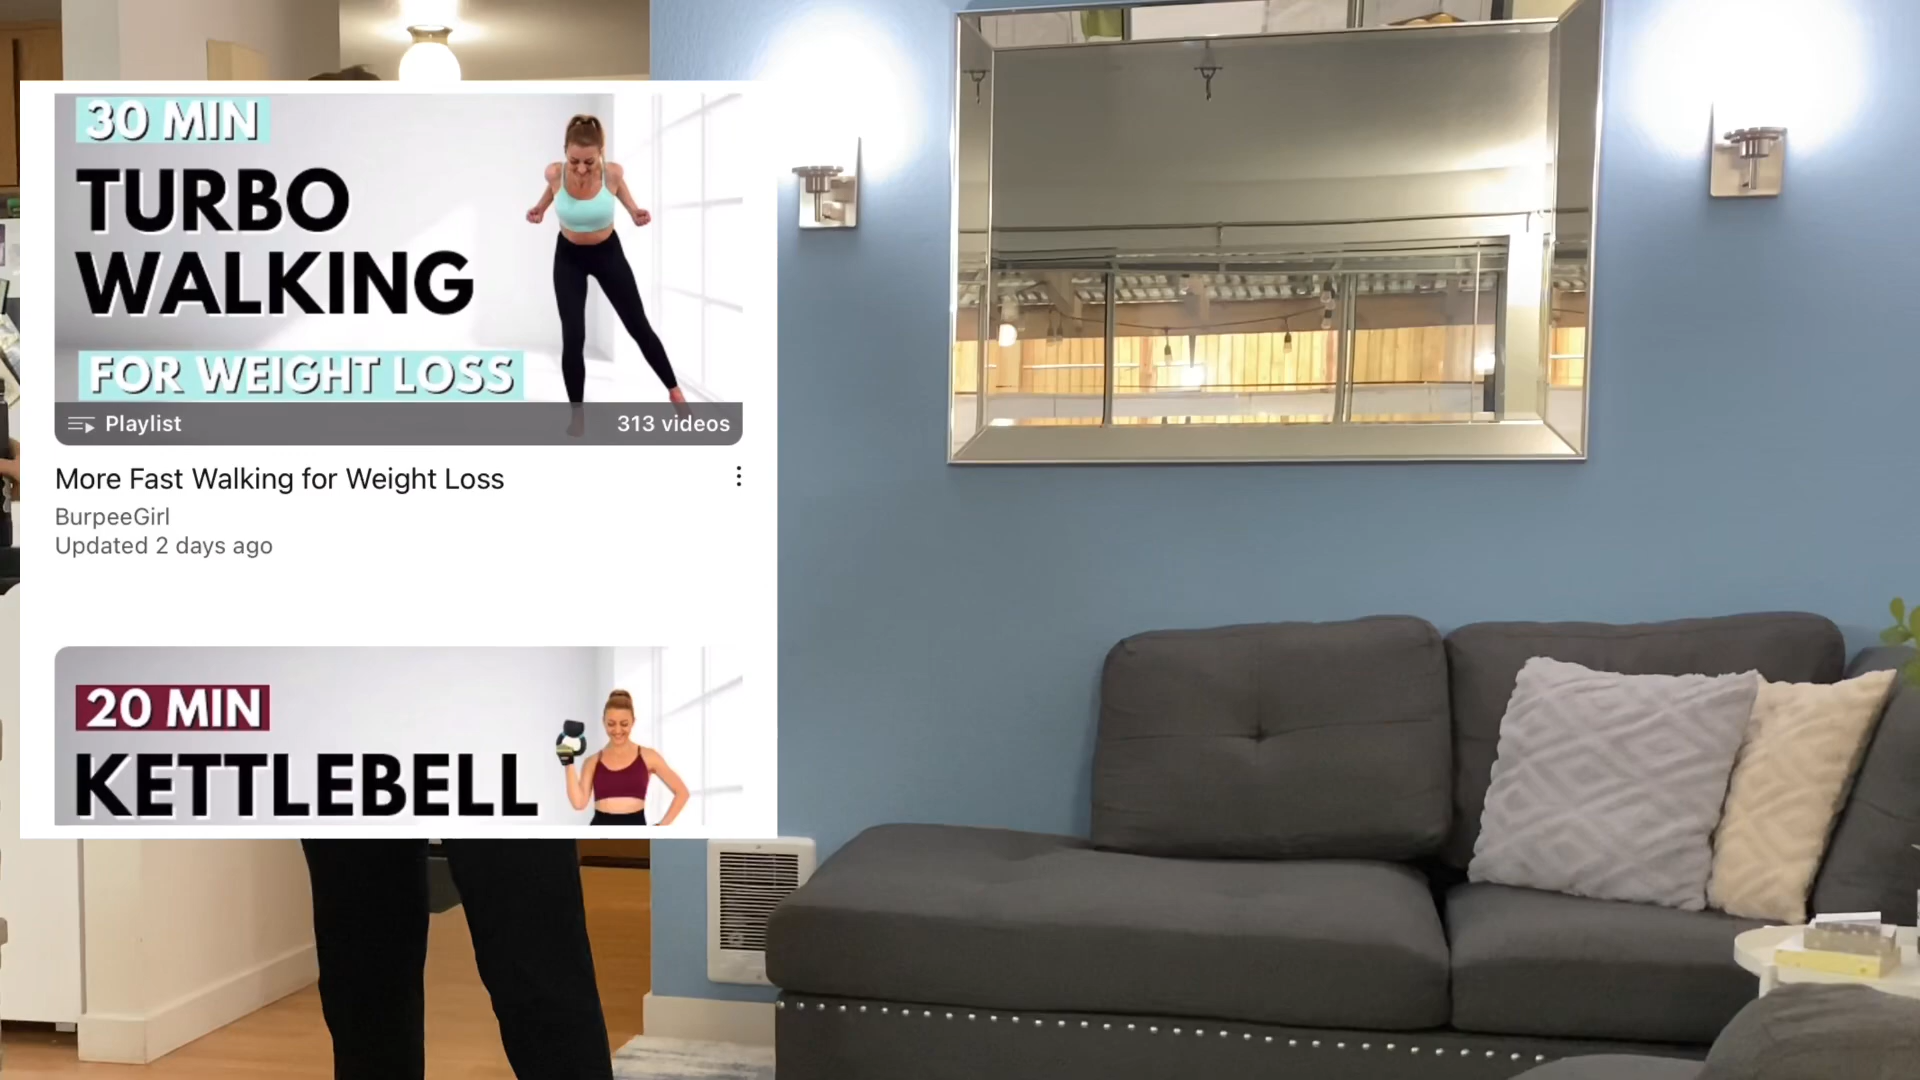 30 MIN
TURBO
WALKING
FOR WEIGHT LOSS
Playlist 313 videos
More Fast Walking for Weight Loss
BurpeeGirl
Updated 2 days ago
20 MIN
KETTLEBELL